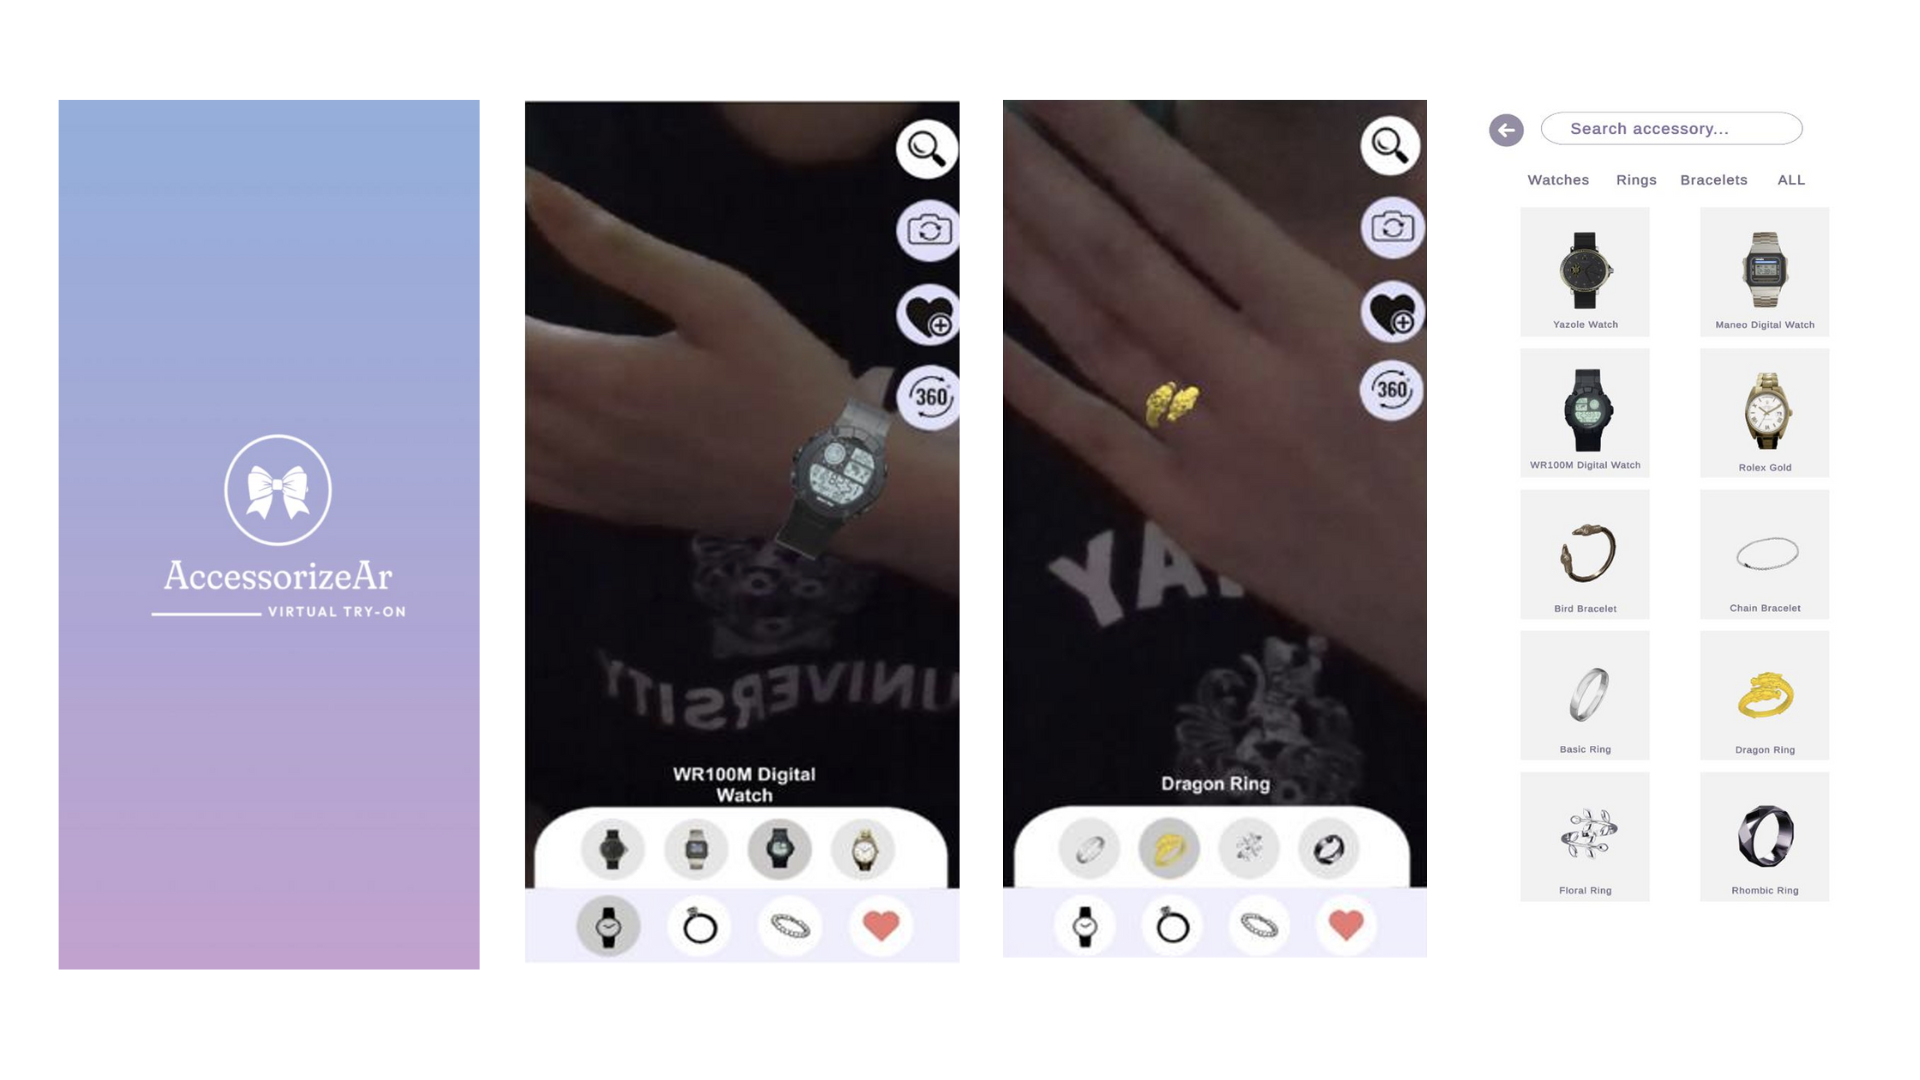 AccessorizeAr
VIRTUAL TRY-ON
360
UNIVERSITY
WR100M Digital
Watch
360
Dragon Ring
Search accessory...
Watches Rings Bracelets ALL
Yazole Watch Maneo Digital Watch
WR100M Digital Watch Rolex Gold
Bird Bracelet Chain Bracelet
Basic Ring Dragon Ring
Floral Ring Rhombic Ring